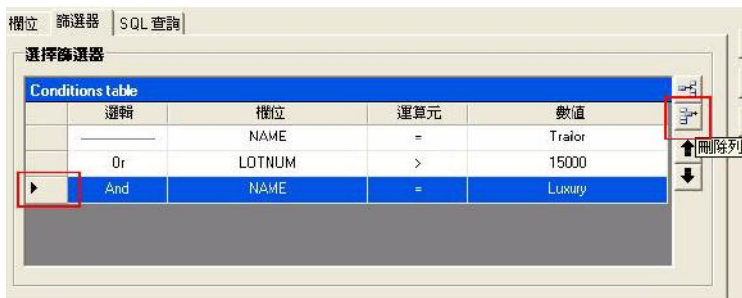 欄位 篩選器 SQL 查詢
選擇篩選器
Conditions table
邏輯 欄位 運算元 數值
NAME = Trailor
Or LOTNUM > 15000
And NAME = Luxury
刪除列